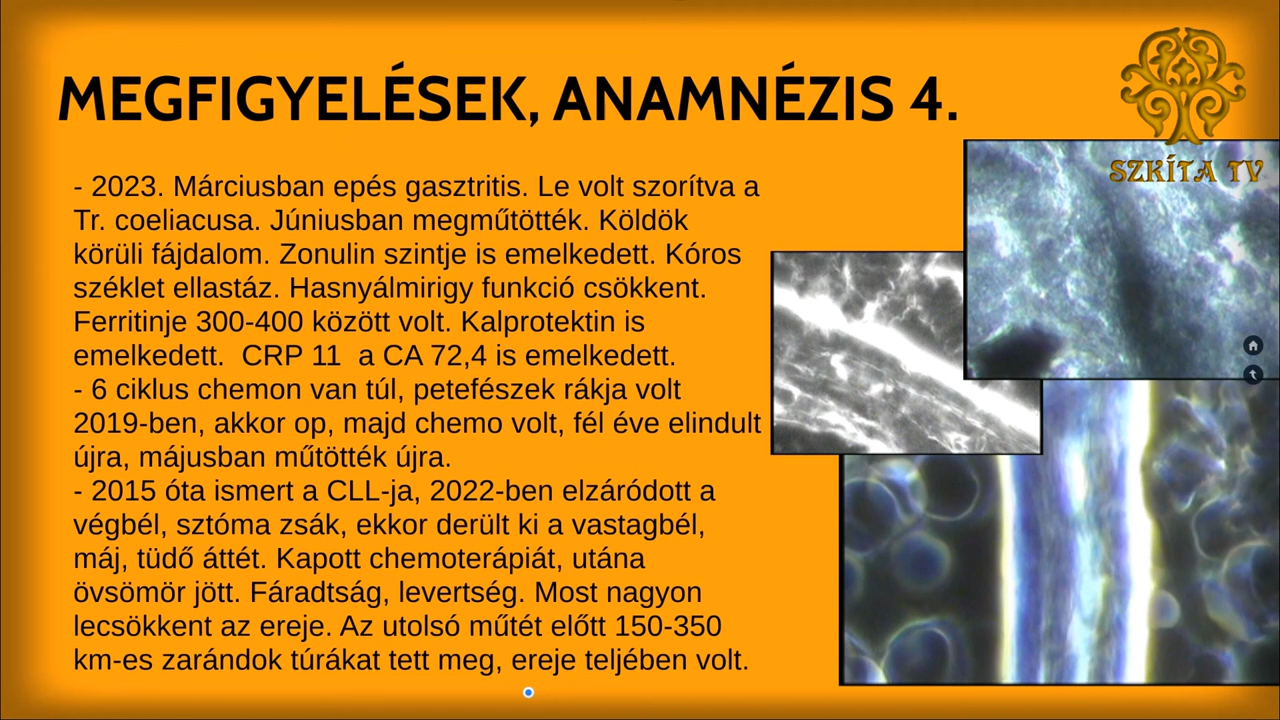 MEGFIGYELÉSEK, ANAMNÉZIS 4.
SZKÍTA TV
- 2023. Márciusban epés gasztritis. Le volt szorítva a
Tr. coeliacusa. Júniusban megműtötték. Köldök
körüli fájdalom. Zonulin szintje is emelkedett. Kóros
széklet ellastáz. Hasnyálmirigy funkció csökkent.
Ferritinje 300-400 között volt. Kalprotektin is
emelkedett.  CRP 11  a CA 72,4 is emelkedett.
- 6 ciklus chemon van túl, petefészek rákja volt
2019-ben, akkor op, majd chemo volt, fél éve elindult
újra, májusban műtötték újra.
- 2015 óta ismert a CLL-ja, 2022-ben elzáródott a
végbél, sztóma zsák, ekkor derült ki a vastagbél,
máj, tüdő áttét. Kapott chemoterápiát, utána
övsömör jött. Fáradtság, levertség. Most nagyon
lecsökkent az ereje. Az utolsó műtét előtt 150-350
km-es zarándok túrákat tett meg, ereje teljében volt.